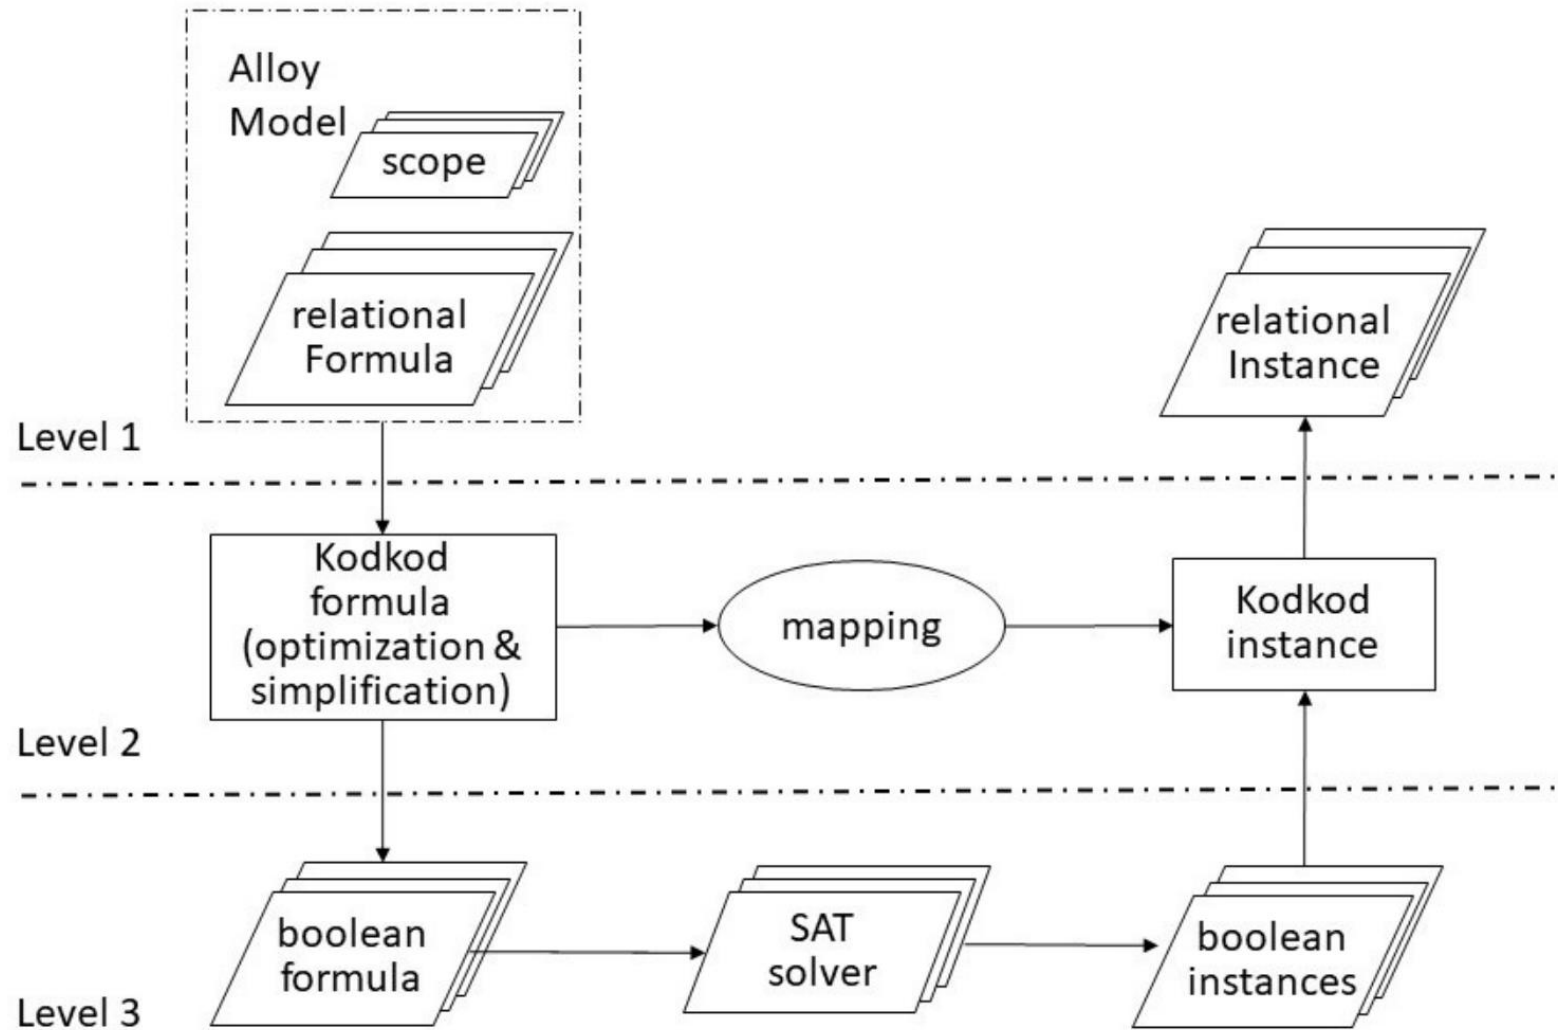 Alloy
Model
scope
relational
Formula
relational
Instance
Level 1
Kodkod
formula
(optimization &
simplification)
mapping
Kodkod
instance
Level 2
boolean
formula
SAT
solver
boolean
instances
Level 3